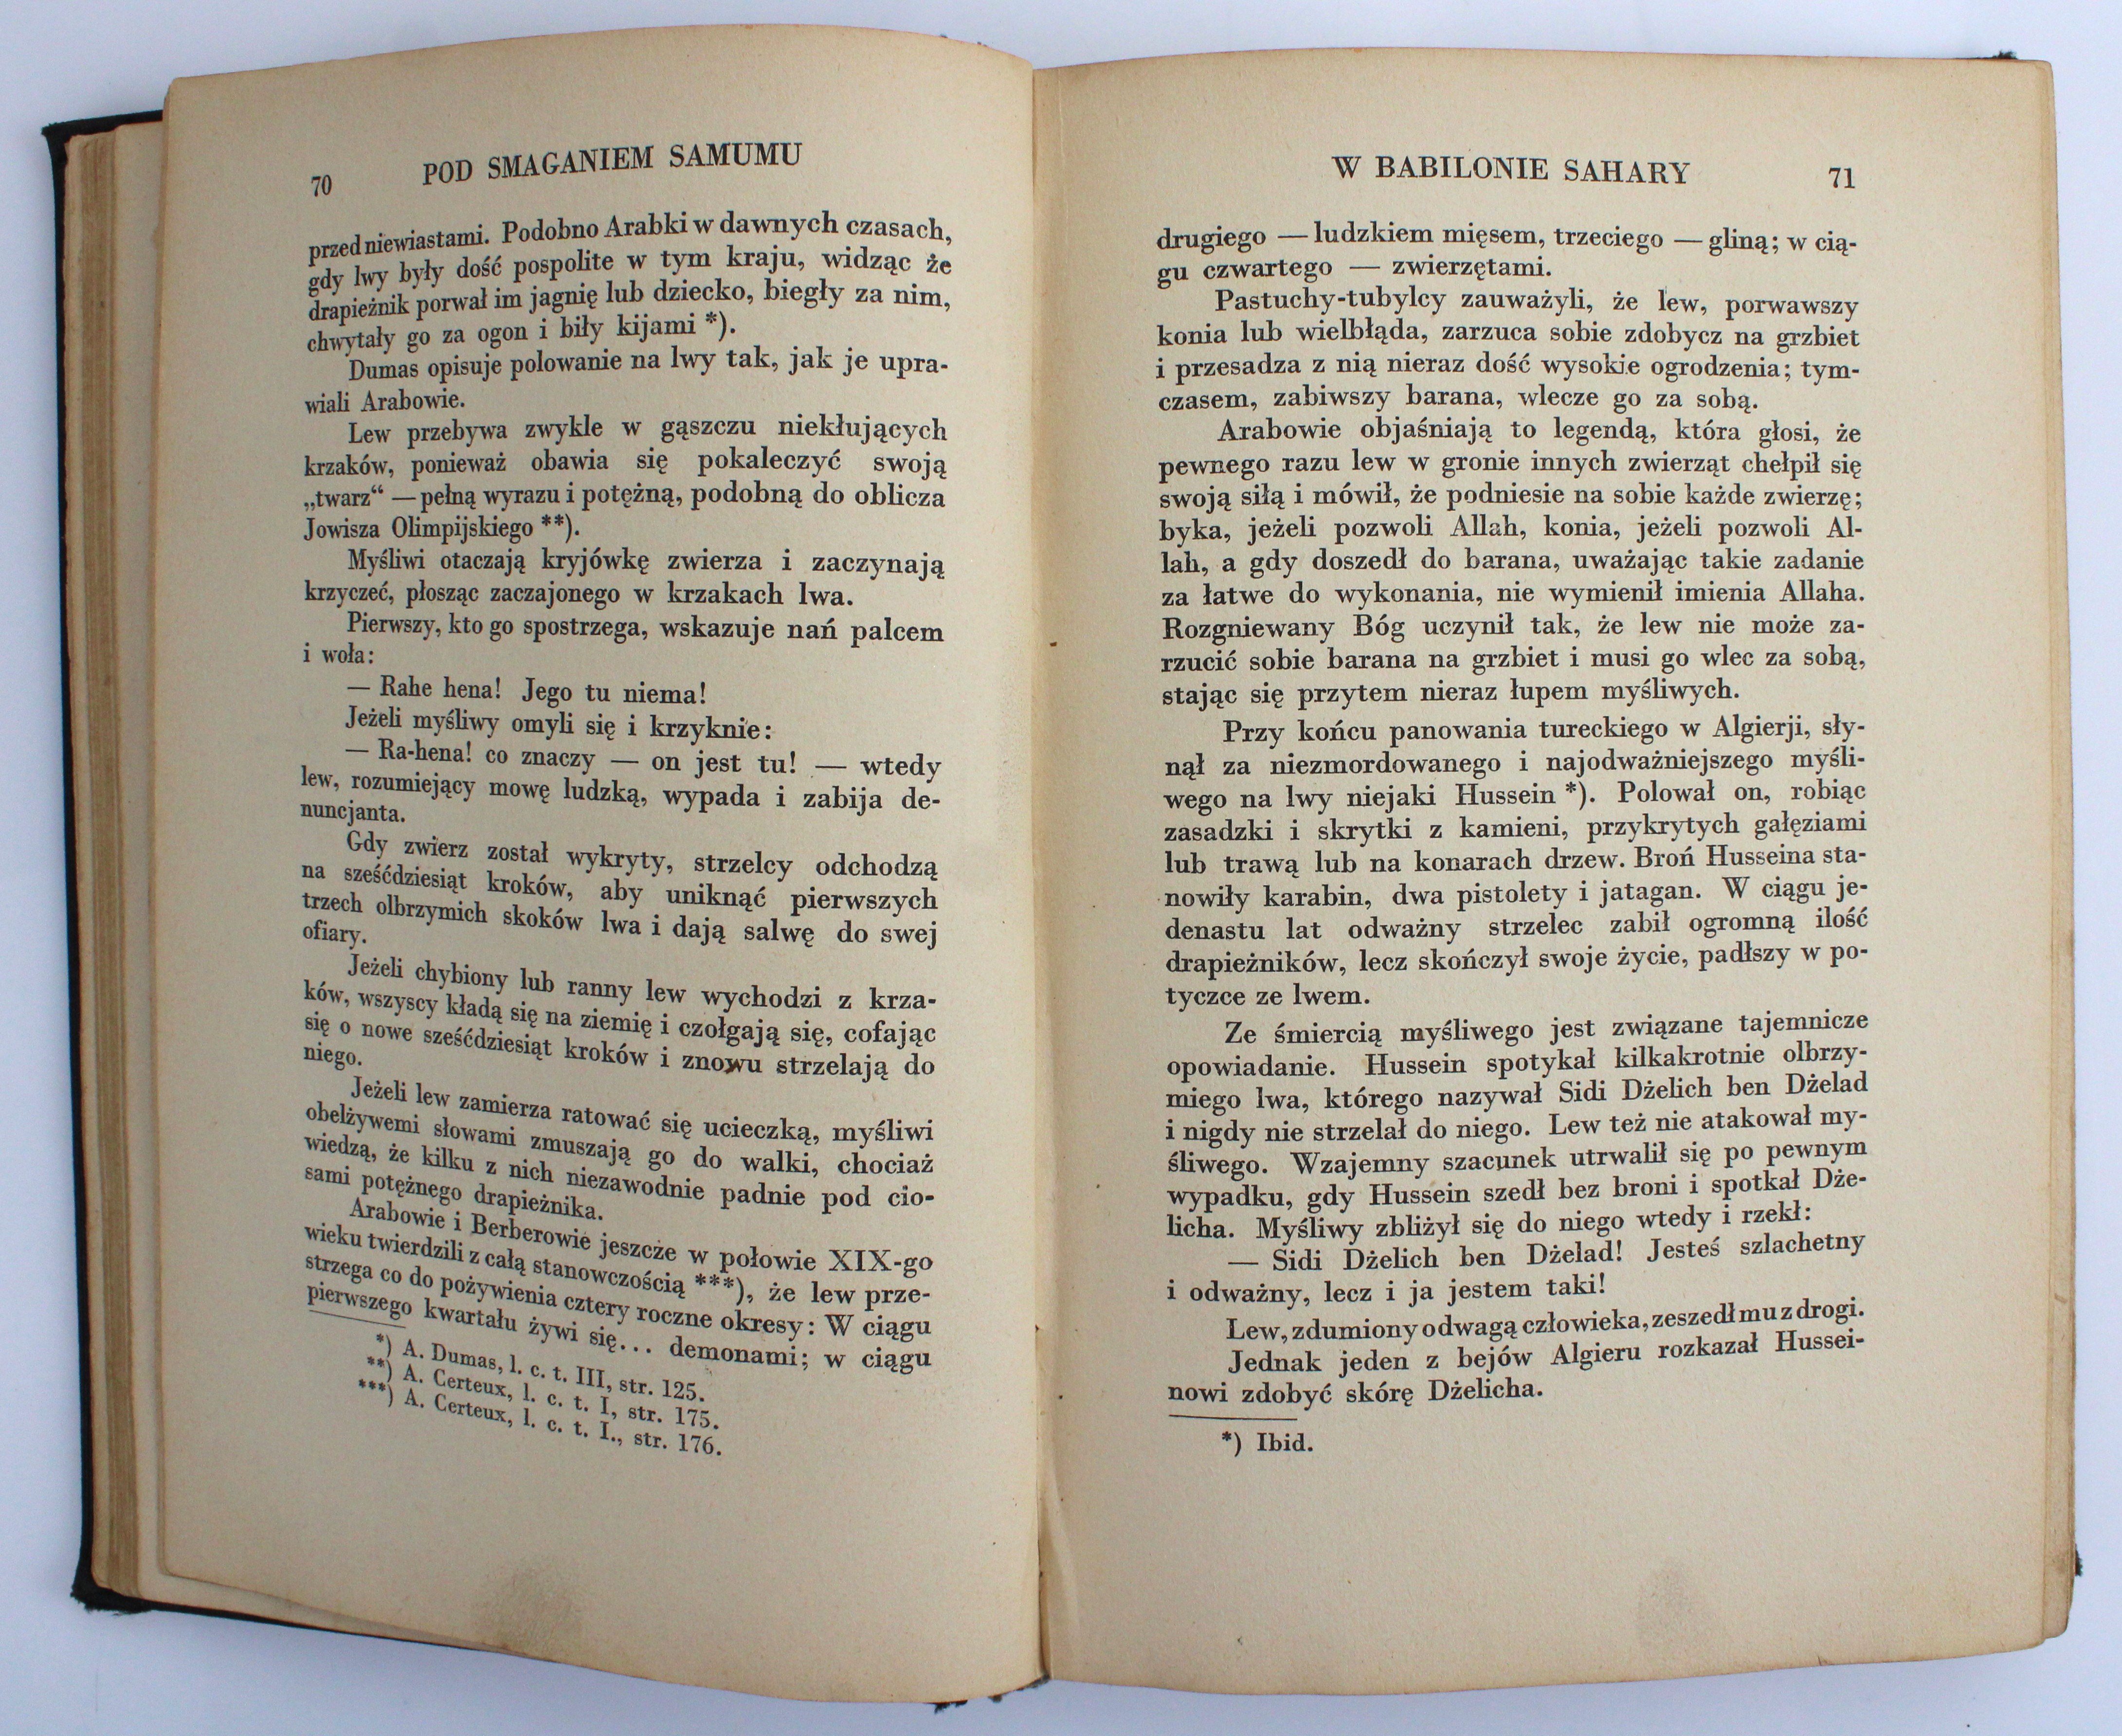 70 POD SMAGANIEM SAMUMU
przed niewiastami. Podobno Arabki w dawnych czasach,
gdy lwy były dość pospolite w tym kraju, widząc że
drapieżnik porwał im jagnię lub dziecko, biegły za nim,
chwytały go za ogon i biły kijami *).
Dumas opisuje polowanie na lwy tak, jak je upra-
wiali Arabowie.
Lew przebywa zwykle w gąszczu niekłujących
krzaków, ponieważ obawia się pokaleczyć swoją
„twarz“ — pełną wyrazu i potężną, podobną do oblicza
Jowisza Olimpijskiego **).
Myśliwi otaczają kryjówkę zwierza i zaczynają
krzyczeć, płosząc zaczajonego w krzakach lwa.
Pierwszy, kto go spostrzega, wskazuje nań palcem
i woła:
— Rahe hena! Jego tu niema!
Jeżeli myśliwy omyli się i krzyknie:
— Ra-hena! co znaczy — on jest tu! — wtedy
lew, rozumiejący mowę ludzką, wypada i zabija de-
nuncjanta.
Gdy zwierz został wykryty, strzelcy odchodzą
na sześćdziesiąt kroków, aby uniknąć pierwszych
trzech olbrzymich skoków lwa i dają salwę do swej
ofiary.
Jeżeli chybiony lub ranny lew wychodzi z krza-
ków, wszyscy kładą się na ziemię i czołgają się, cofając
się o nowe sześćdziesiąt kroków i znowu strzelają do
niego.
Jeżeli lew zamierza ratować się ucieczką, myśliwi
obelżywemi słowami zmuszają go do walki, chociaż
wiedzą, że kilku z nich niezawodnie padnie pod cio-
sami potężnego drapieżnika.
Arabowie i Berberowie jeszcze w połowie XIX-go
wieku twierdzili z całą stanowczością ***), że lew prze-
strzega co do pożywienia cztery roczne okresy: W ciągu
pierwszego kwartału żywi się... demonami; w ciągu
*) A. Dumas, l. c. t. III, str. 125.
**) A. Certeux, l. c. t. I, str. 175.
***) A. Certeux, l. c. t. I., str. 176.
W BABILONIE SAHARY 71
drugiego — ludzkiem mięsem, trzeciego — gliną; w cią-
gu czwartego — zwierzętami.
Pastuchy-tubylcy zauważyli, że lew, porwawszy
konia lub wielbłąda, zarzuca sobie zdobycz na grzbiet
i przesadza z nią nieraz dość wysokie ogrodzenia; tym-
czasem, zabiwszy barana, wlecze go za sobą.
Arabowie objaśniają to legendą, która głosi, że
pewnego razu lew w gronie innych zwierząt chełpił się
swoją siłą i mówił, że podniesie na sobie każde zwierzę;
byka, jeżeli pozwoli Allah, konia, jeżeli pozwoli Al-
lah, a gdy doszedł do barana, uważając takie zadanie
za łatwe do wykonania, nie wymienił imienia Allaha.
Rozgniewany Bóg uczynił tak, że lew nie może za-
rzucić sobie barana na grzbiet i musi go wlec za sobą,
stając się przytem nieraz łupem myśliwych.
Przy końcu panowania tureckiego w Algierji, sły-
nął za niezmordowanego i najodważniejszego myśli-
wego na lwy niejaki Hussein *). Polował on, robiąc
zasadzki i skrytki z kamieni, przykrytych gałęziami
lub trawą lub na konarach drzew. Broń Husseina sta-
nowiły karabin, dwa pistolety i jatagan. W ciągu je-
denastu lat odważny strzelec zabił ogromną ilość
drapieżników, lecz skończył swoje życie, padłszy w po-
tyczce ze lwem.
Ze śmiercią myśliwego jest związane tajemnicze
opowiadanie. Hussein spotykał kilkakrotnie olbrzy-
miego lwa, którego nazywał Sidi Dżelich ben Dżelad
i nigdy nie strzelał do niego. Lew też nie atakował my-
śliwego. Wzajemny szacunek utrwalił się po pewnym
wypadku, gdy Hussein szedł bez broni i spotkał Dże-
licha. Myśliwy zbliżył się do niego wtedy i rzekł:
— Sidi Dżelich ben Dżelad! Jesteś szlachetny
i odważny, lecz i ja jestem taki!
Lew, zdumiony odwagą człowieka, zeszedł mu z drogi.
Jednak jeden z bejów Algieru rozkazał Hussei-
nowi zdobyć skórę Dżelicha.
*) Ibid.